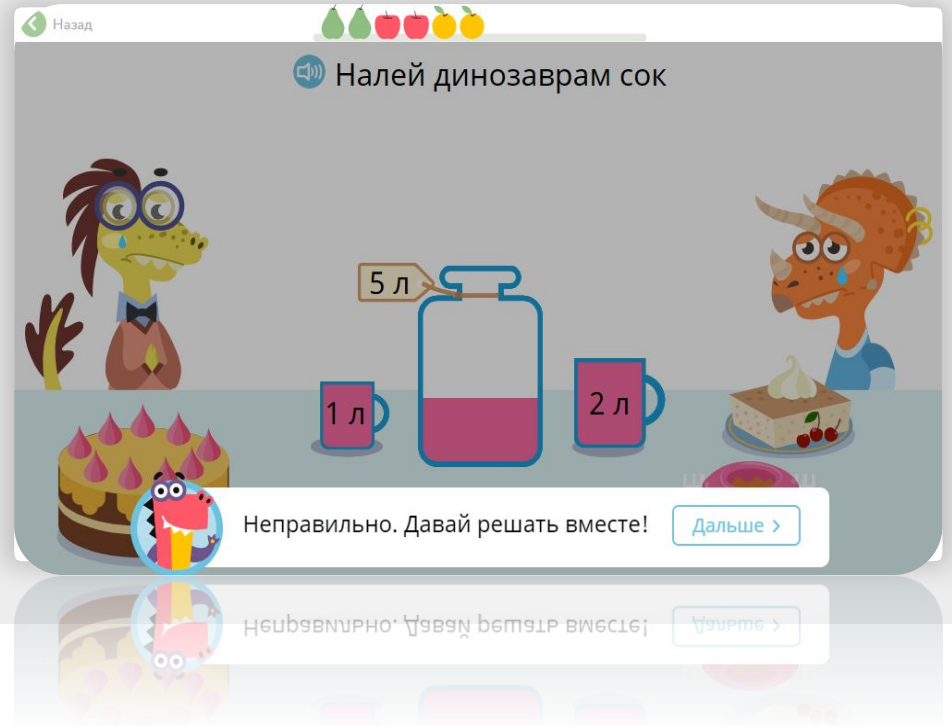 Назад
Налей динозаврам сок
5 л
1 л
2 л
Неправильно. Давай решать вместе!
Дальше >